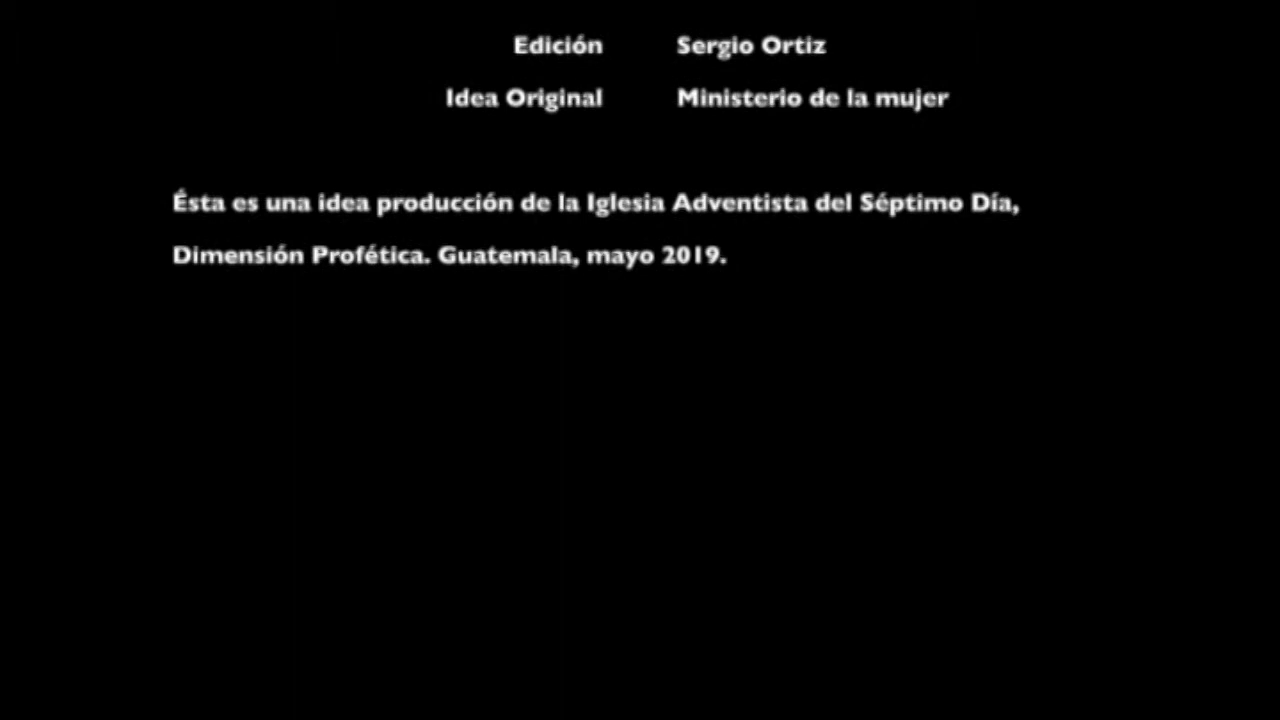 Edición Sergio Ortiz
Idea Original Ministerio de la mujer
Ésta es una idea producción de la Iglesia Adventista del Séptimo Día,
Dimensión Profética. Guatemala, mayo 2019.